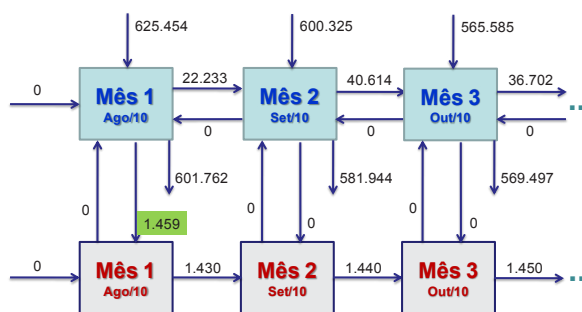 625.454
600.325
565.585
0
22.233
40.614
36.702
Mês 1
Ago/10
Mês 2
Set/10
Mês 3
Out/10
...
0
0
0
601.762
581.944
569.497
0
1.459
0
0
0
0
0
1.430
1.440
1.450
Mês 1
Ago/10
Mês 2
Set/10
Mês 3
Out/10
...